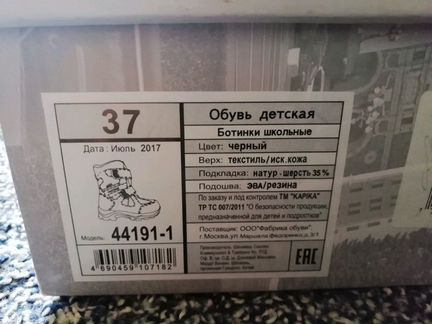 37
Дата: Июль 2017
Модель: 44191-1
4 690459 107182
Обувь детская
Ботинки школьные
Цвет: черный
Верх: текстиль/иск.кожа
Подкладка: натур-шерсть 35%
Подошва: ЭВА/резина
По заказу и под контролем ТМ "KAPIKA"
ТР ТС 007/2011 "О безопасности продукции,
предназначенной для детей и подростков"
Поставщик: ООО"Фабрика обуви".
г.Москва,ул Маршала Федоренко,д.3/1
EAC